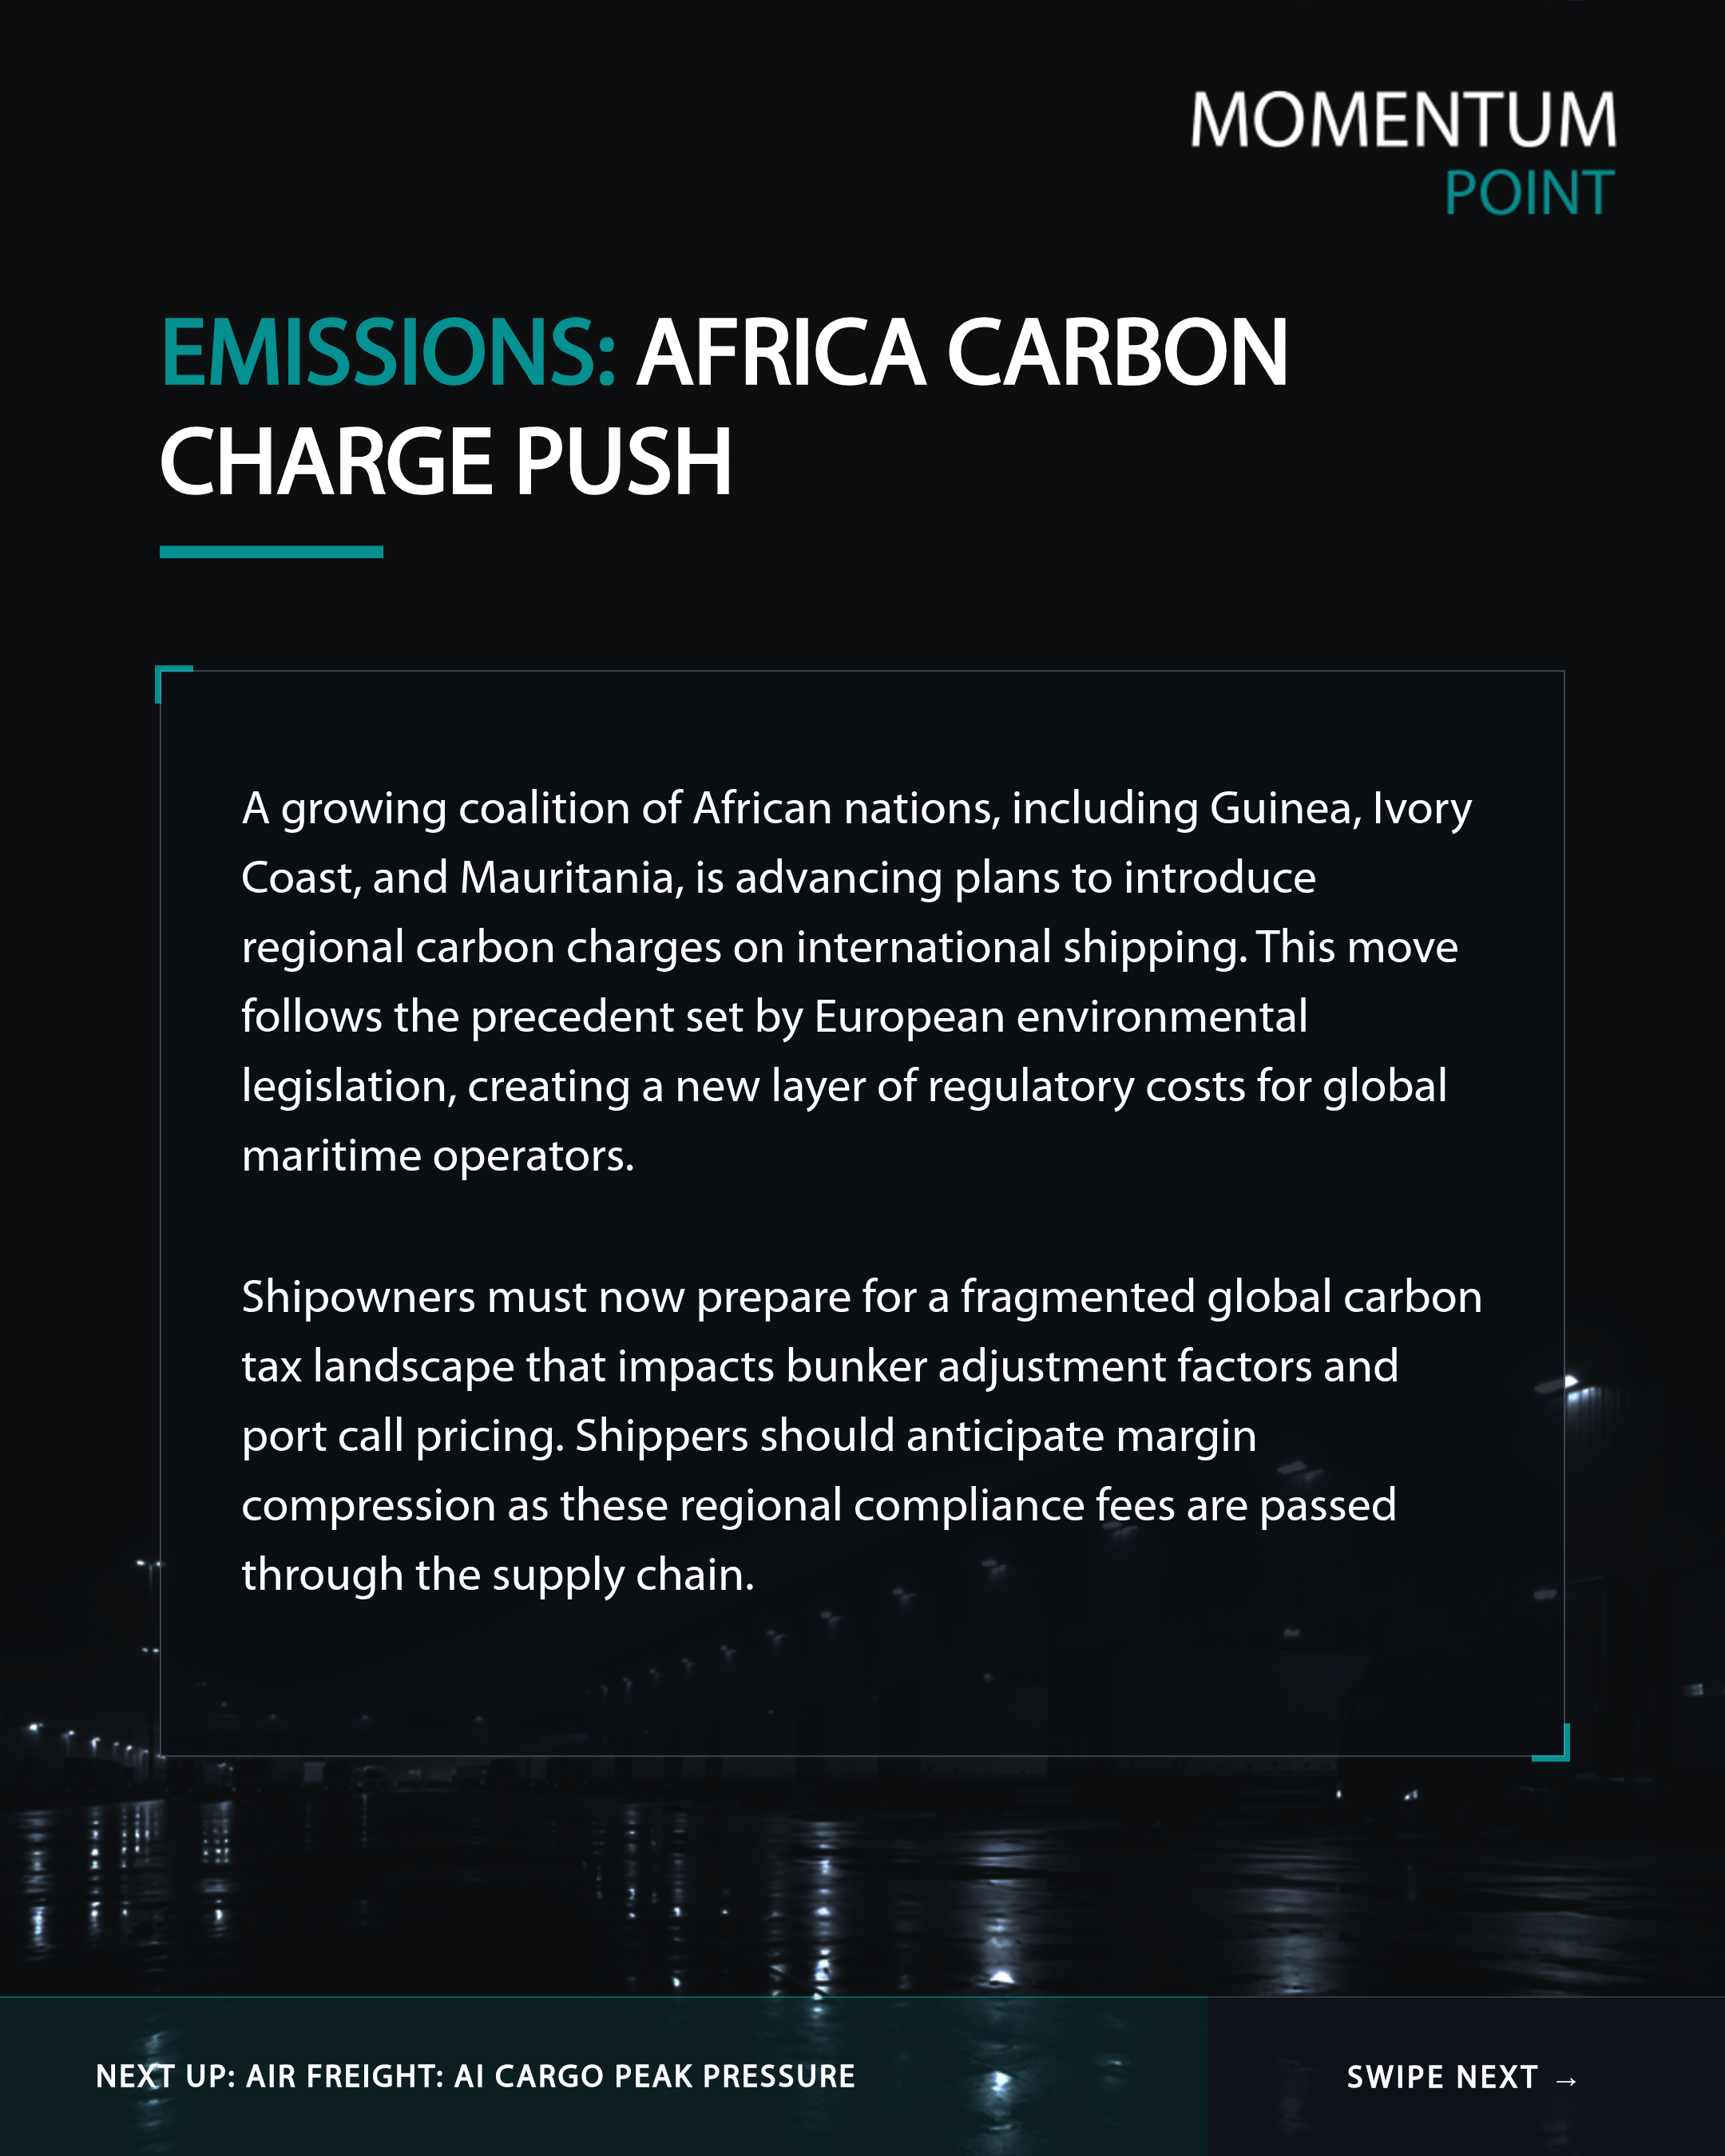 MOMENTUM
POINT
EMISSIONS: AFRICA CARBON
CHARGE PUSH
A growing coalition of African nations, including Guinea, Ivory
Coast, and Mauritania, is advancing plans to introduce
regional carbon charges on international shipping. This move
follows the precedent set by European environmental
legislation, creating a new layer of regulatory costs for global
maritime operators.
Shipowners must now prepare for a fragmented global carbon
tax landscape that impacts bunker adjustment factors and
port call pricing. Shippers should anticipate margin
compression as these regional compliance fees are passed
through the supply chain.
NEXT UP: AIR FREIGHT: AI CARGO PEAK PRESSURE
SWIPE NEXT →